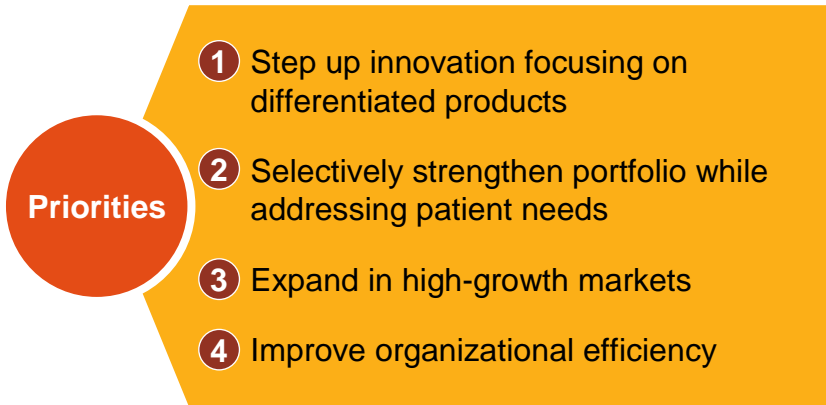 Priorities
1 Step up innovation focusing on
differentiated products
2 Selectively strengthen portfolio while
addressing patient needs
3 Expand in high-growth markets
4 Improve organizational efficiency